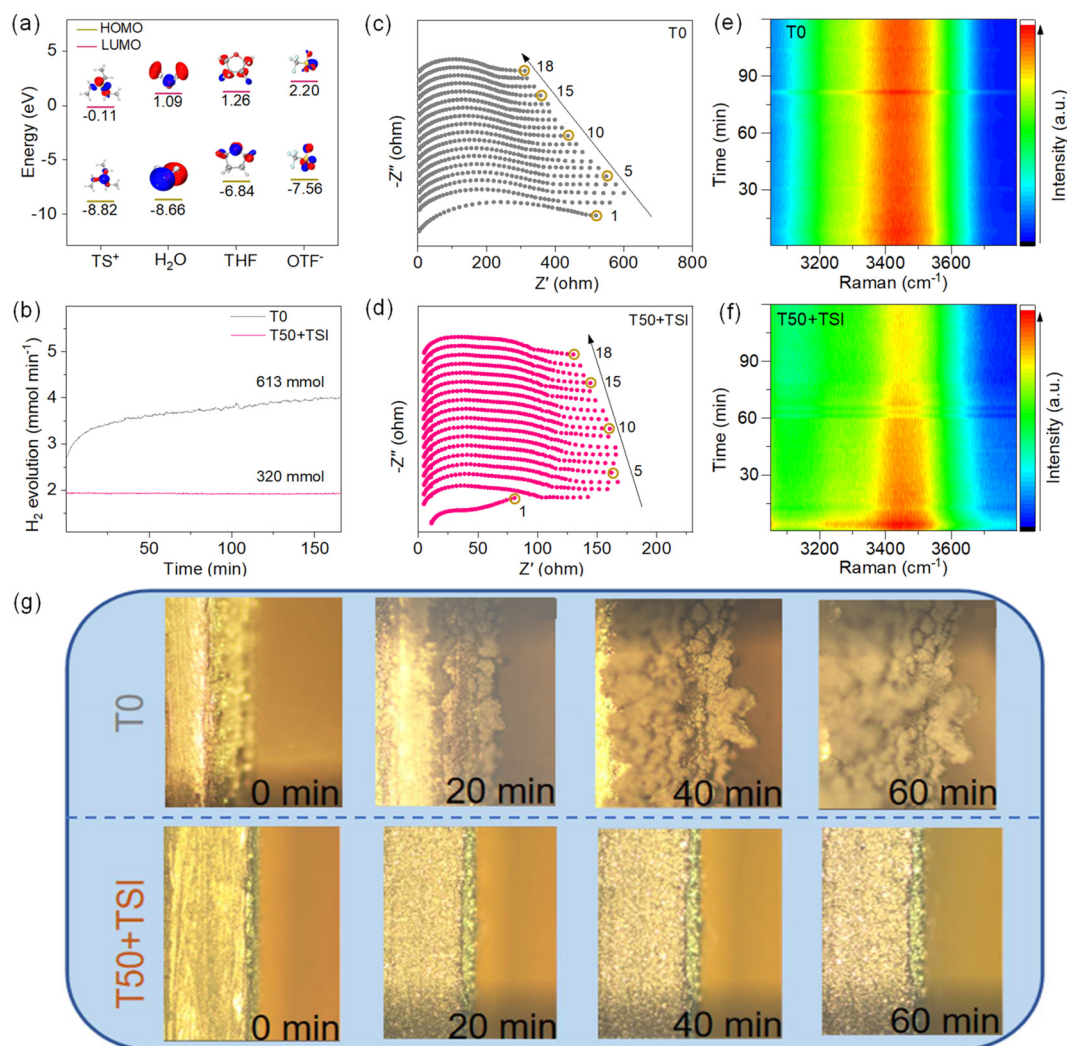 (a)
HOMO
LUMO
Energy (eV)
5
0
-5
-10
-0.11
1.09
1.26
2.20
-8.82
-8.66
-6.84
-7.56
TS⁺
H₂O
THF
OTF⁻
(b)
T0
T50+TSI
H₂ evolution (mmol min⁻¹)
5
4
3
2
613 mmol
320 mmol
50
100
150
Time (min)
(c)
T0
-Z″ (ohm)
18
15
10
5
1
0
200
400
600
800
Z′ (ohm)
(d)
T50+TSI
-Z″ (ohm)
18
15
10
5
1
0
50
100
150
200
Z′ (ohm)
(e)
T0
Time (min)
90
60
30
3200
3400
3600
Raman (cm⁻¹)
Intensity (a.u.)
(f)
T50+TSI
Time (min)
90
60
30
3200
3400
3600
Raman (cm⁻¹)
Intensity (a.u.)
(g)
T0
0 min
20 min
40 min
60 min
T50+TSI
0 min
20 min
40 min
60 min